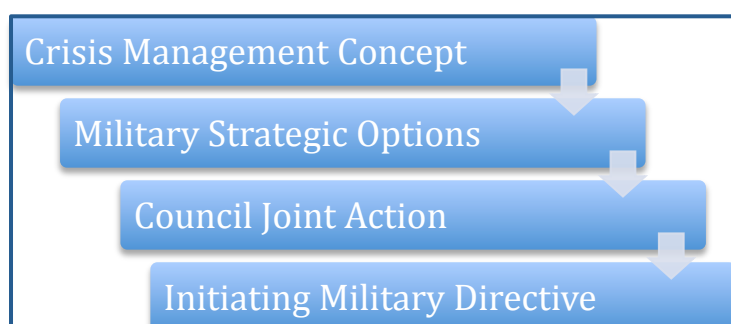 Crisis Management Concept
Military Strategic Options
Council Joint Action
Initiating Military Directive